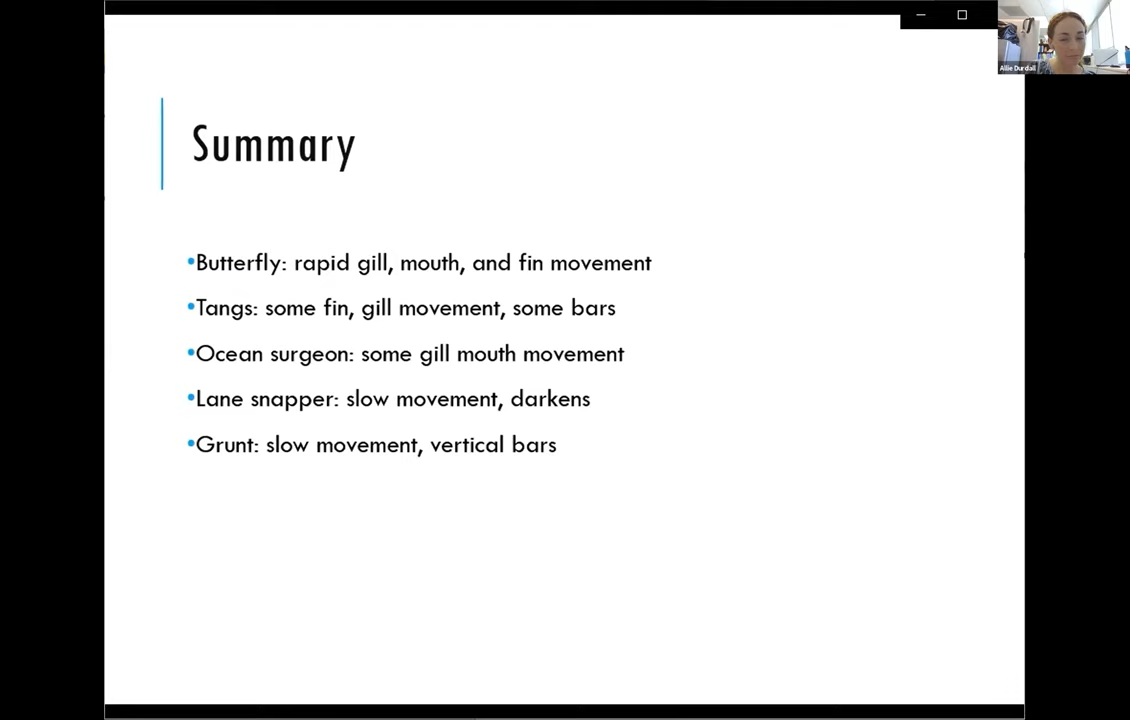 Allie Durdall
Summary
•Butterfly: rapid gill, mouth, and fin movement
•Tangs: some fin, gill movement, some bars
•Ocean surgeon: some gill mouth movement
•Lane snapper: slow movement, darkens
•Grunt: slow movement, vertical bars